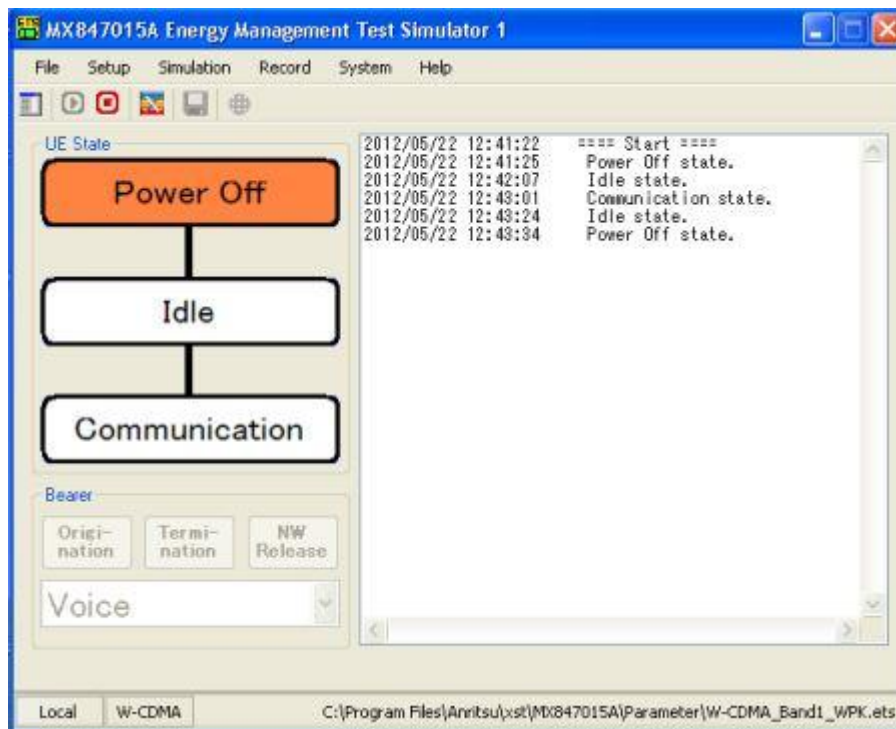 MX847015A Energy Management Test Simulator 1
File Setup Simulation Record System Help
UE State
Power Off
Idle
Communication
2012/05/22 12:41:22 ==== Start ====
2012/05/22 12:41:25 Power Off state.
2012/05/22 12:42:07 Idle state.
2012/05/22 12:43:01 Communication state.
2012/05/22 12:43:24 Idle state.
2012/05/22 12:43:34 Power Off state.
Bearer
Origi-
nation
Termi-
nation
NW
Release
Voice
Local W-CDMA C:\Program Files\Anritsu\xst\MX847015A\Parameter\W-CDMA_Band1_WPK.ets